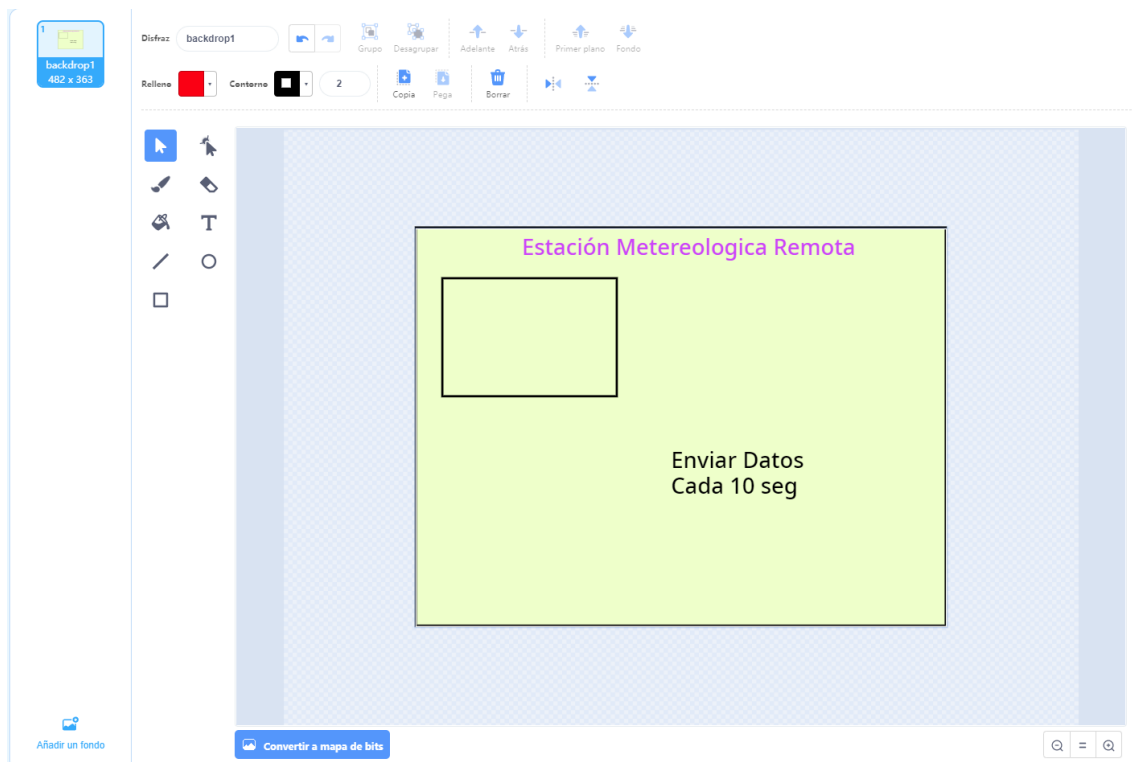 1
backdrop1
482 x 363
Disfraz
backdrop1
Grupo
Desagrupar
Adelante
Atrás
Primer plano
Fondo
Relleno
Contorno
2
Copia
Pega
Borrar
T
Estación Metereologica Remota
Enviar Datos
Cada 10 seg
Añadir un fondo
Convertir a mapa de bits